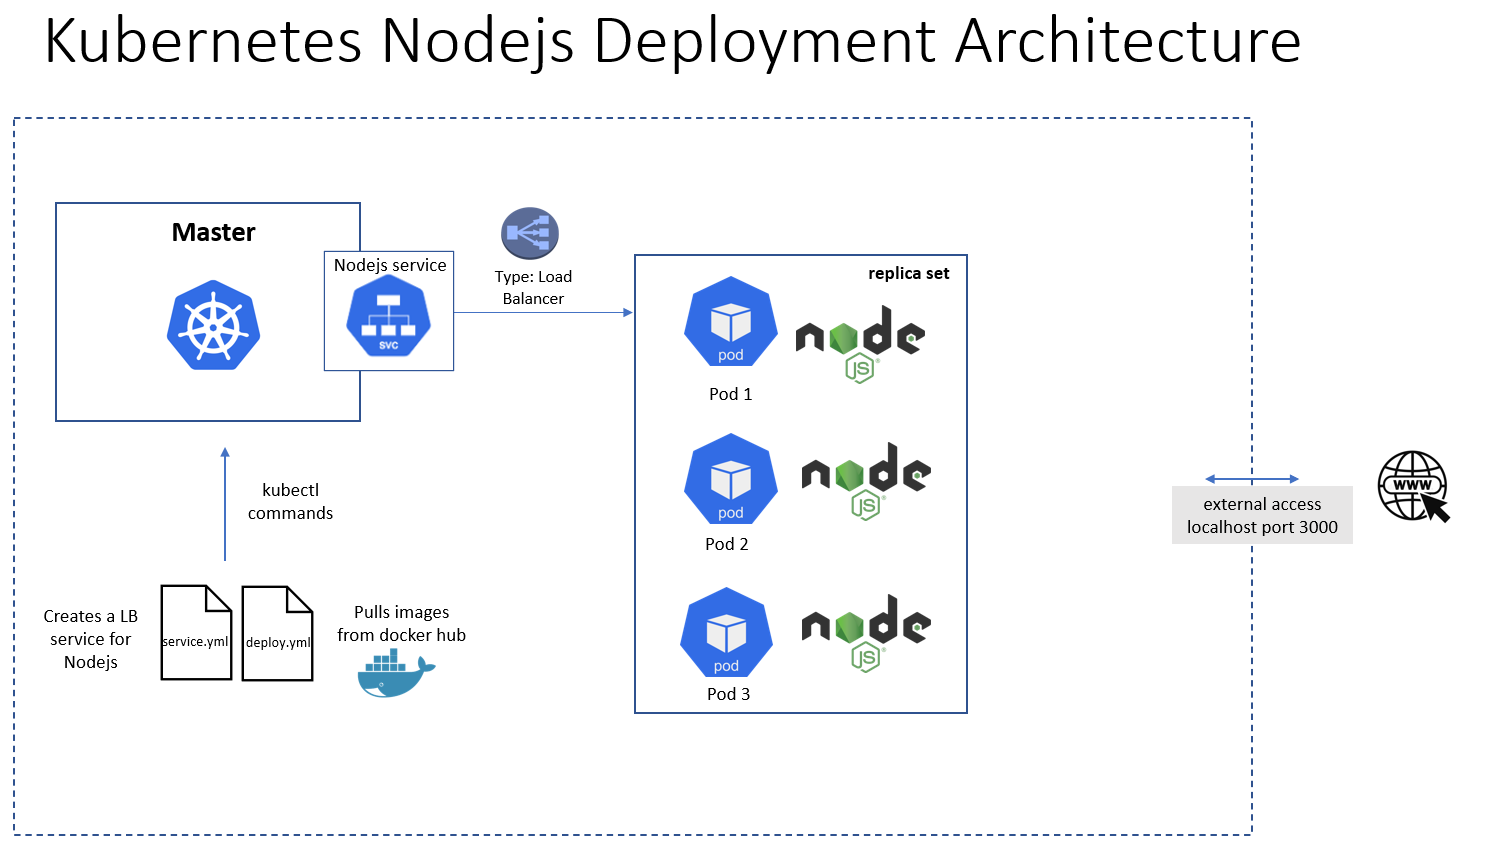 Kubernetes Nodejs Deployment Architecture
Master
Nodejs service
svc
Type: Load
Balancer
replica set
pod
Pod 1
node
JS
pod
Pod 2
node
JS
pod
Pod 3
node
JS
kubectl
commands
Creates a LB
service for
Nodejs
service.yml
deploy.yml
Pulls images
from docker hub
external access
localhost port 3000
WWW